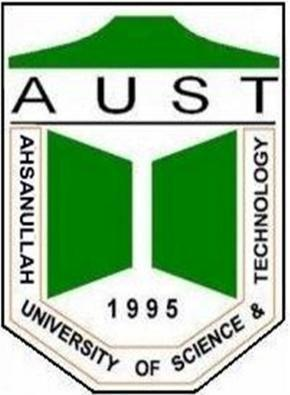 AUST
AHSANULLAH UNIVERSITY OF SCIENCE & TECHNOLOGY
1995